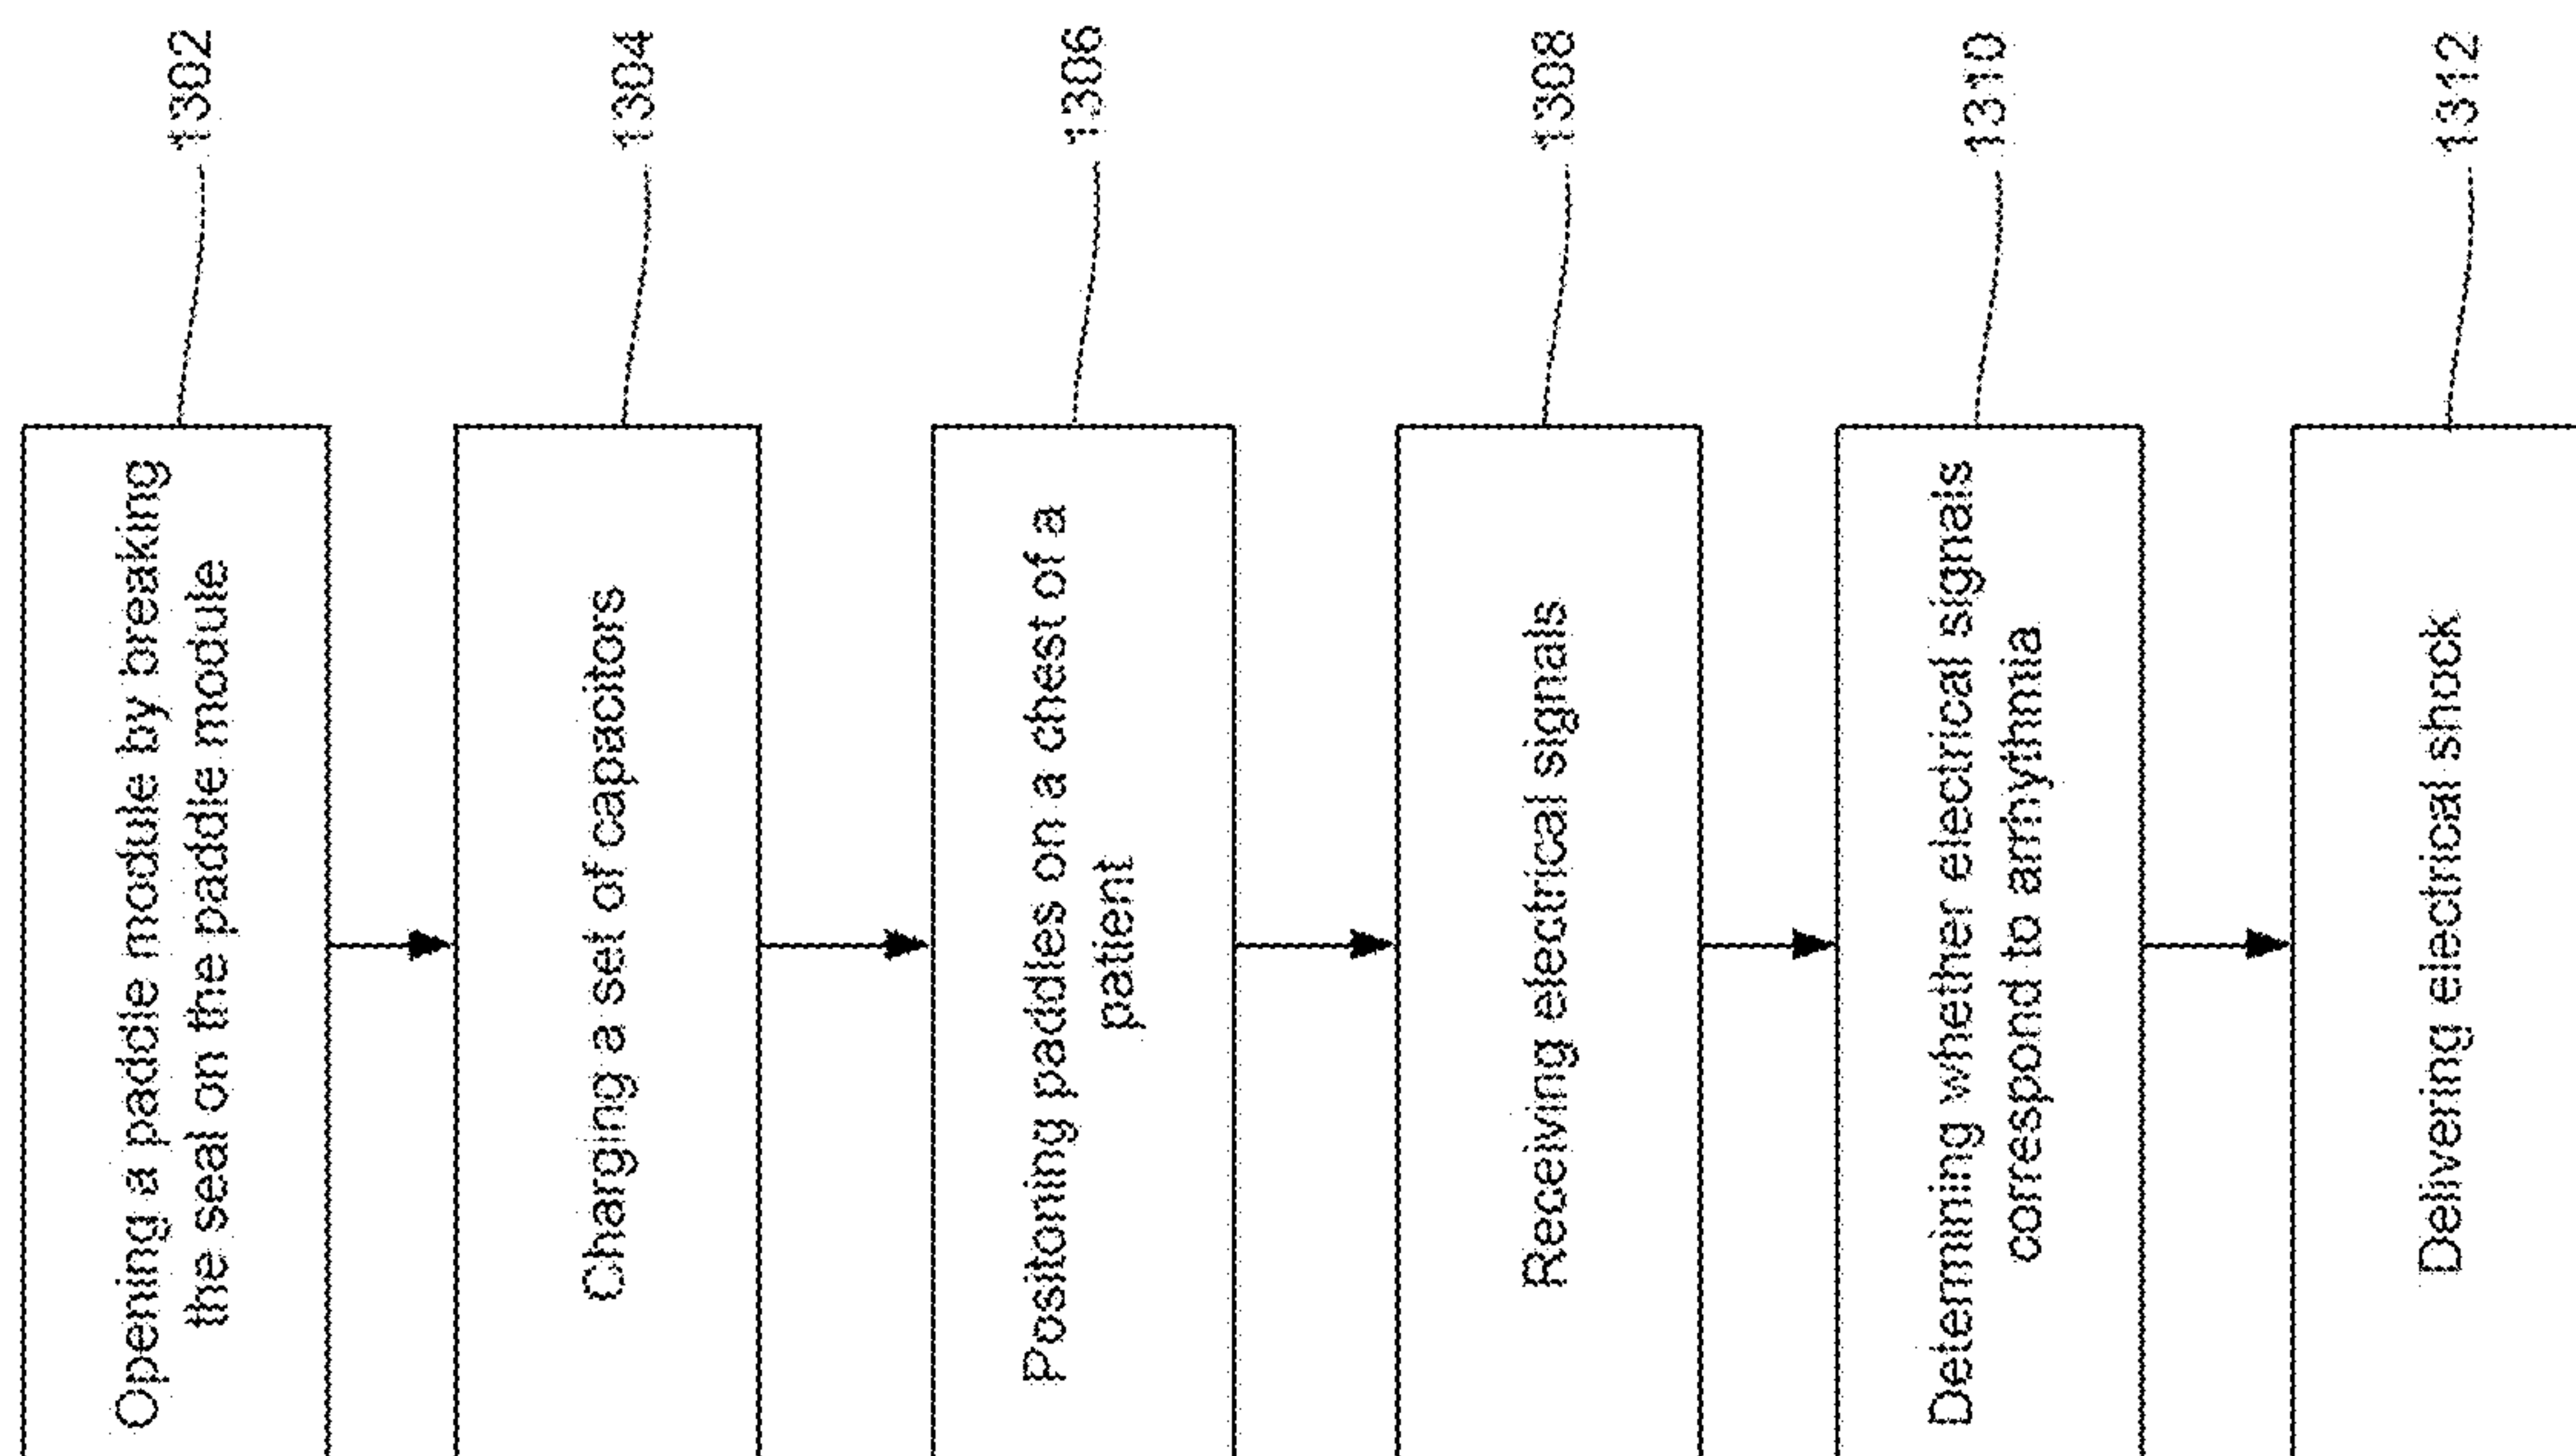 Opening a paddle module by breaking
the seal on the paddle module
1302
Charging a set of capacitors
1304
Positioning paddles on a chest of a
patient
1306
Receiving electrical signals
1308
Determining whether electrical signals
correspond to arrhythmia
1310
Delivering electrical shock
1312